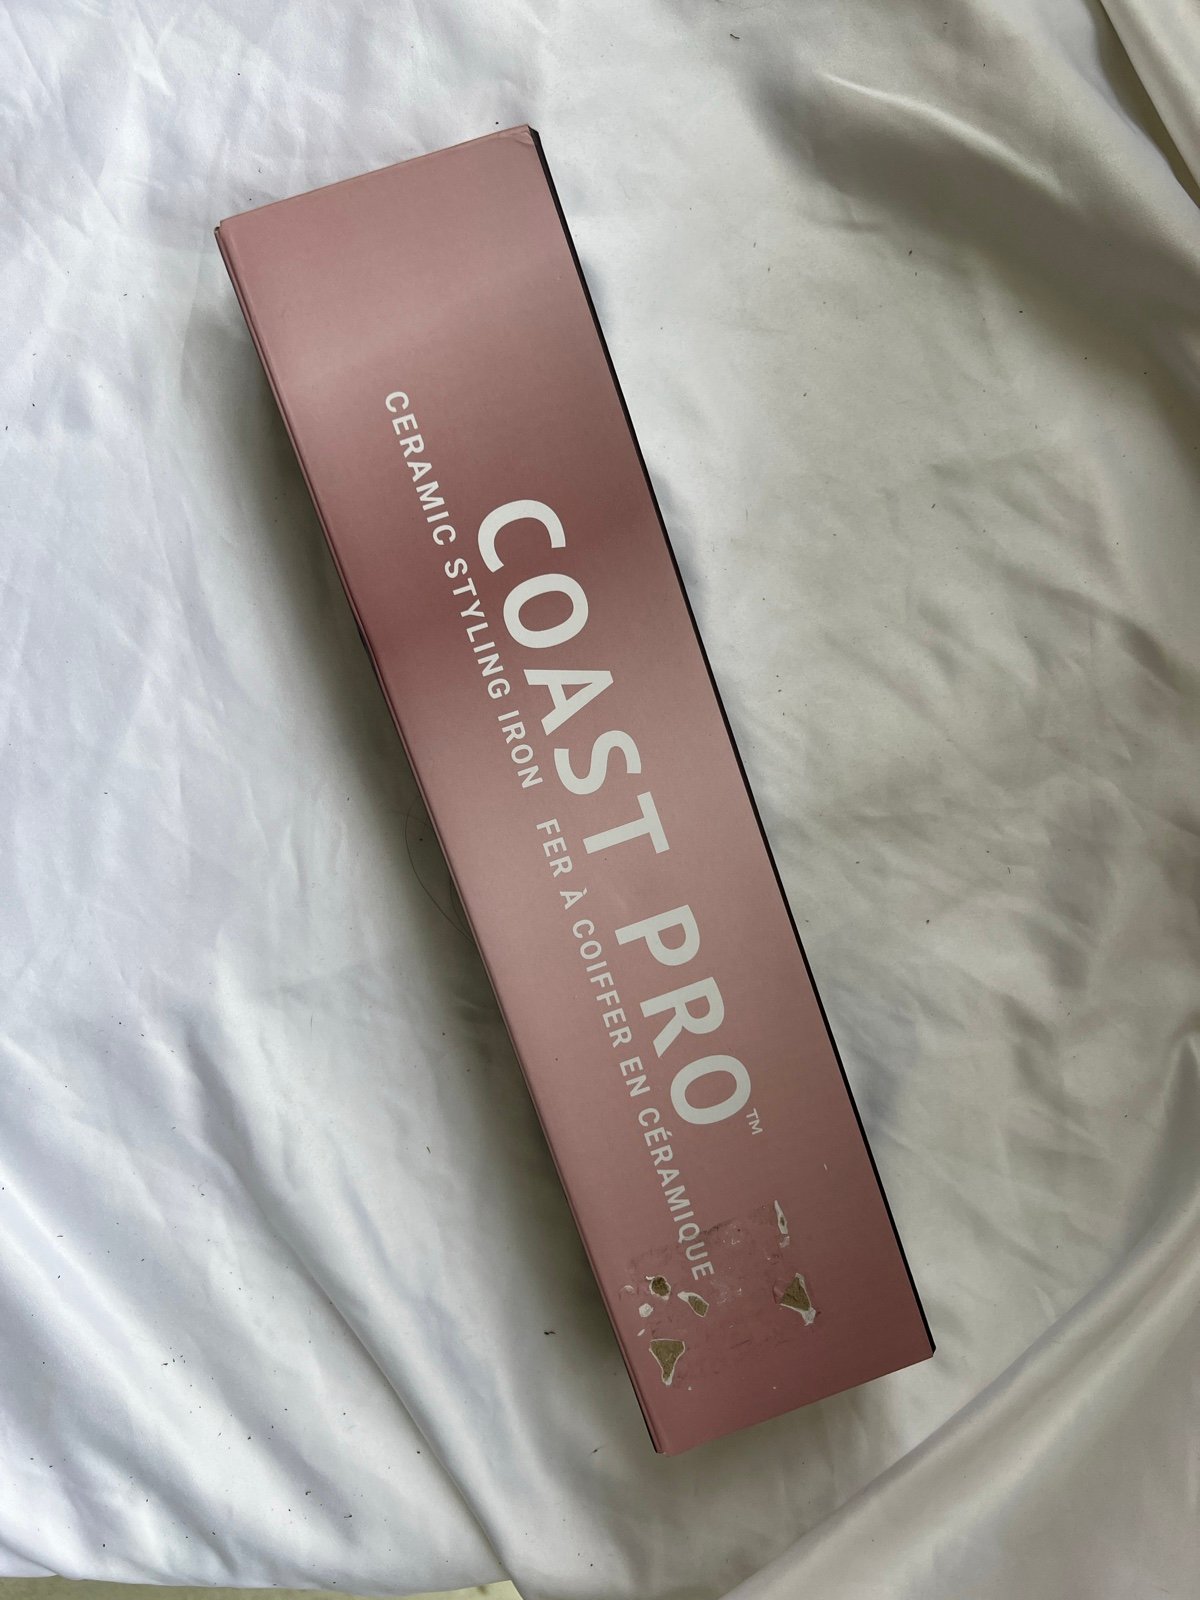 COAST PRO™
CERAMIC STYLING IRON FER À COIFFER EN CÉRAMIQUE